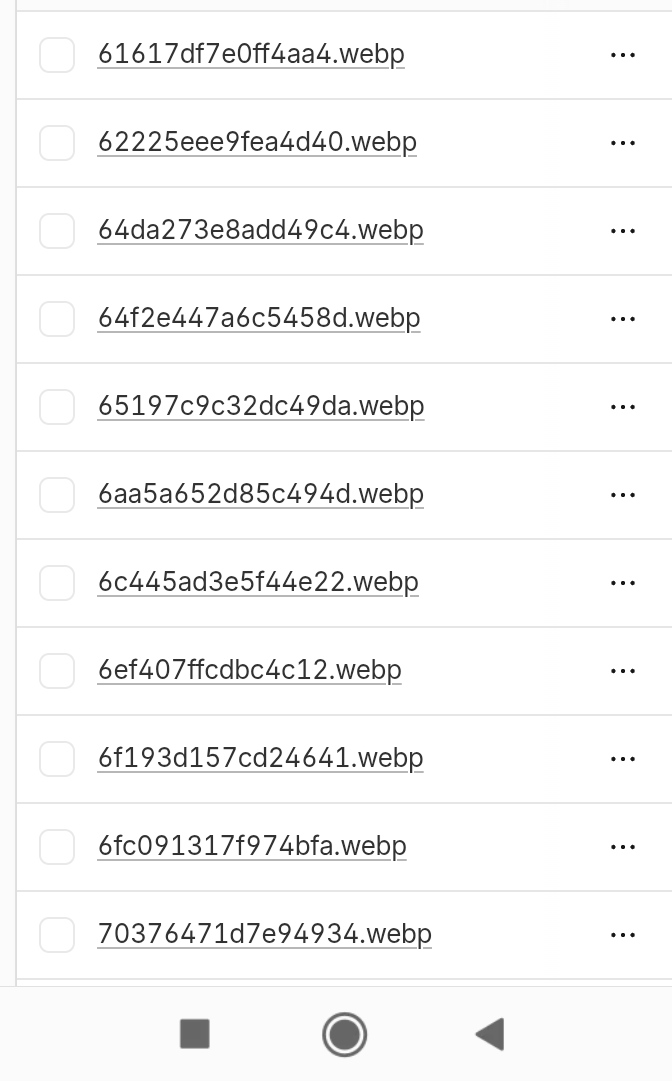 61617df7e0ff4aa4.webp
62225eee9fea4d40.webp
64da273e8add49c4.webp
64f2e447a6c5458d.webp
65197c9c32dc49da.webp
6aa5a652d85c494d.webp
6c445ad3e5f44e22.webp
6ef407ffcdbc4c12.webp
6f193d157cd24641.webp
6fc091317f974bfa.webp
70376471d7e94934.webp